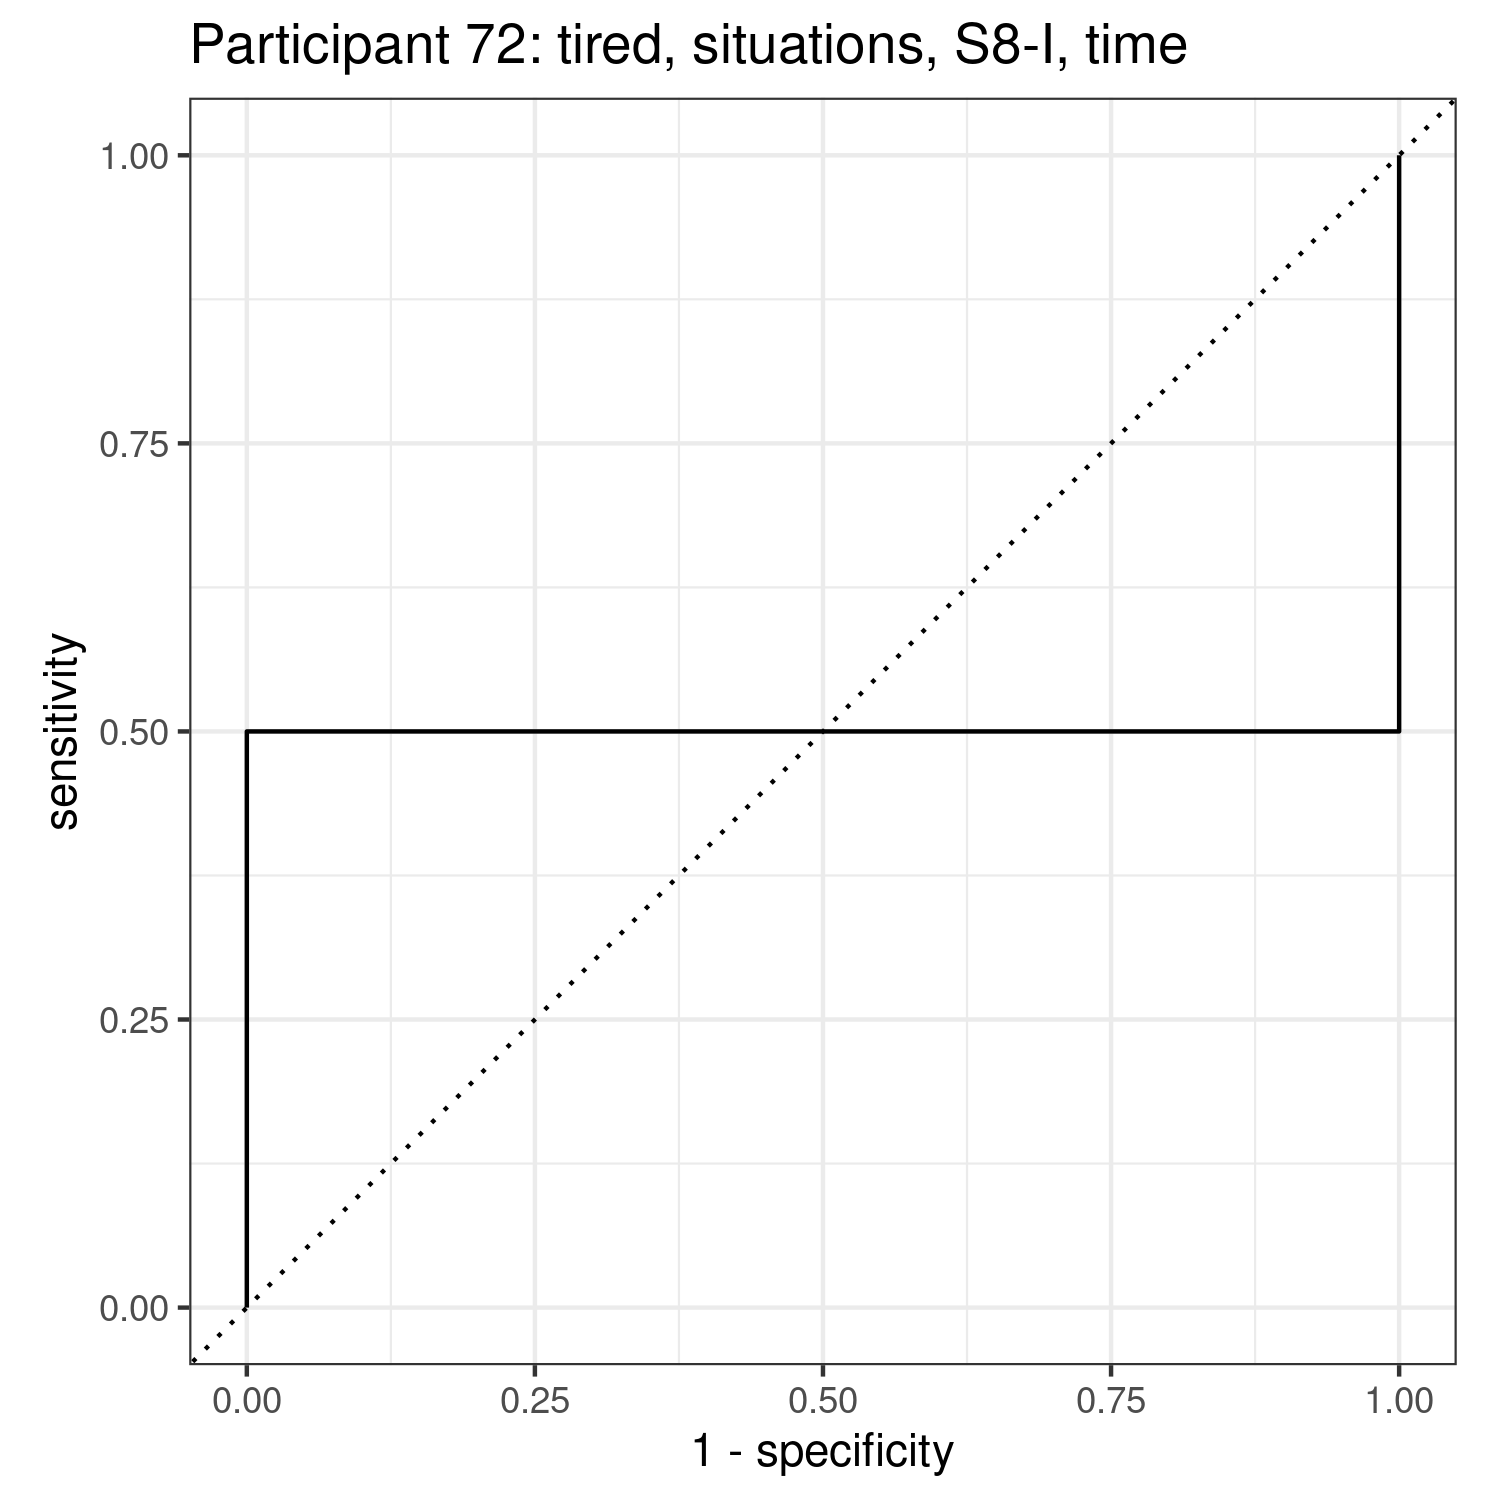 Participant 72: tired, situations, S8-I, time
1.00
0.75
0.50
0.25
0.00
sensitivity
0.00 0.25 0.50 0.75 1.00
1 - specificity